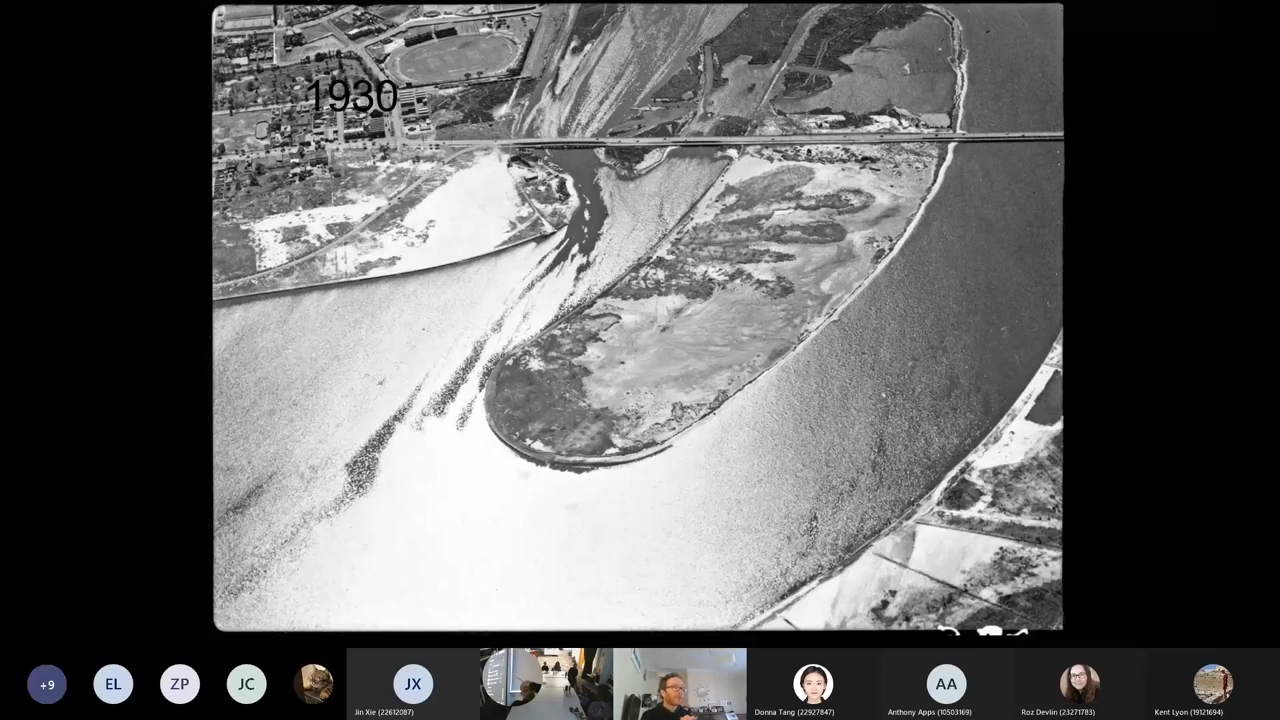 1930
+9
EL
ZP
JC
JX
Jin Xie (22612087)
Donna Tang (22927847)
AA
Anthony Apps (10503169)
Roz Devlin (23271783)
Kent Lyon (19121694)